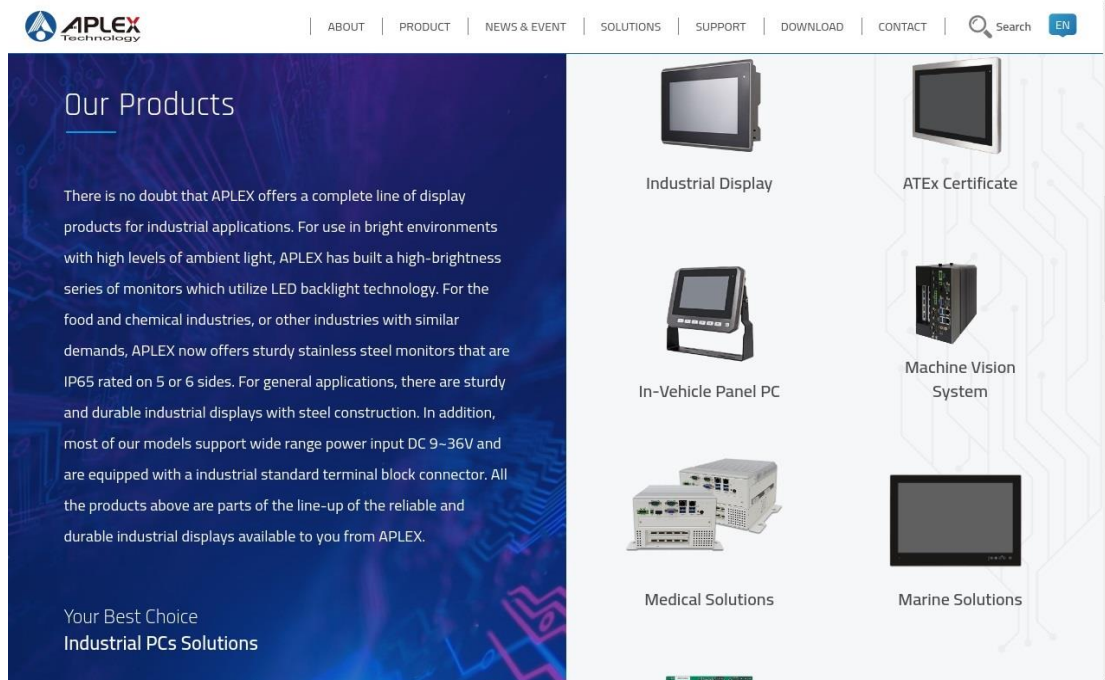 APLEX
Technology
ABOUT
PRODUCT
NEWS & EVENT
SOLUTIONS
SUPPORT
DOWNLOAD
CONTACT
Search
EN
Our Products
There is no doubt that APLEX offers a complete line of display
products for industrial applications. For use in bright environments
with high levels of ambient light, APLEX has built a high-brightness
series of monitors which utilize LED backlight technology. For the
food and chemical industries, or other industries with similar
demands, APLEX now offers sturdy stainless steel monitors that are
IP65 rated on 5 or 6 sides. For general applications, there are sturdy
and durable industrial displays with steel construction. In addition,
most of our models support wide range power input DC 9~36V and
are equipped with a industrial standard terminal block connector. All
the products above are parts of the line-up of the reliable and
durable industrial displays available to you from APLEX.
Your Best Choice
Industrial PCs Solutions
Industrial Display
ATEx Certificate
In-Vehicle Panel PC
Machine Vision
System
Medical Solutions
Marine Solutions